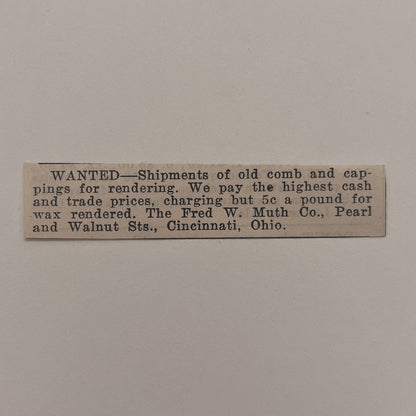 WANTED—Shipments of old comb and cap-
pings for rendering. We pay the highest cash
and trade prices, charging but 5c a pound for
wax rendered. The Fred W. Muth Co., Pearl
and Walnut Sts., Cincinnati, Ohio.